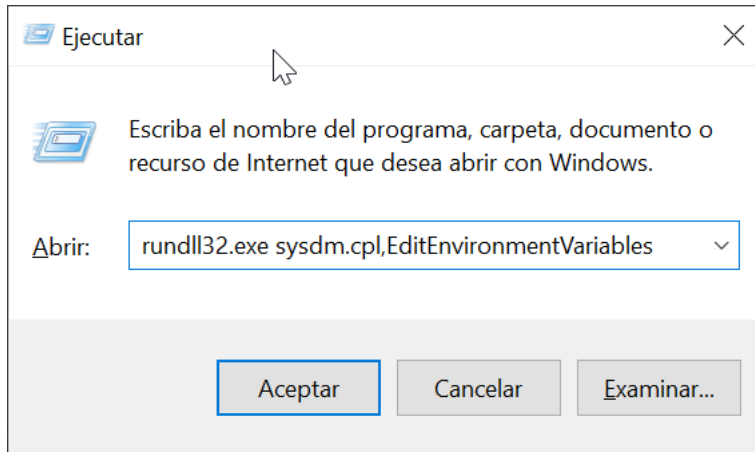 Ejecutar
Escriba el nombre del programa, carpeta, documento o
recurso de Internet que desea abrir con Windows.
Abrir: rundll32.exe sysdm.cpl,EditEnvironmentVariables
Aceptar Cancelar Examinar...